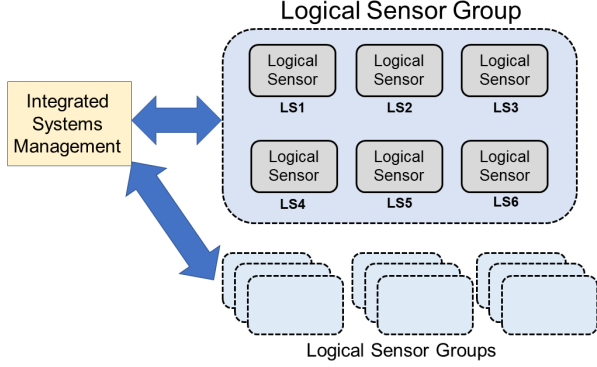 Logical Sensor Group
Integrated
Systems
Management
Logical
Sensor
LS1
Logical
Sensor
LS2
Logical
Sensor
LS3
Logical
Sensor
LS4
Logical
Sensor
LS5
Logical
Sensor
LS6
Logical Sensor Groups